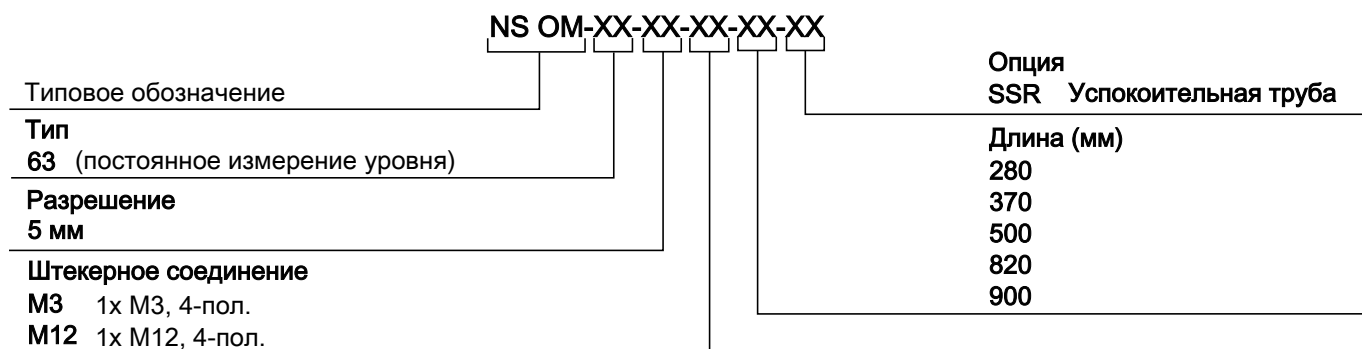 NS OM-XX-XX-XX-XX-XX
Типовое обозначение
Тип
63 (постоянное измерение уровня)
Разрешение
5 мм
Штекерное соединение
M3 1x M3, 4-пол.
M12 1x M12, 4-пол.
Опция
SSR Успокоительная труба
Длина (мм)
280
370
500
820
900